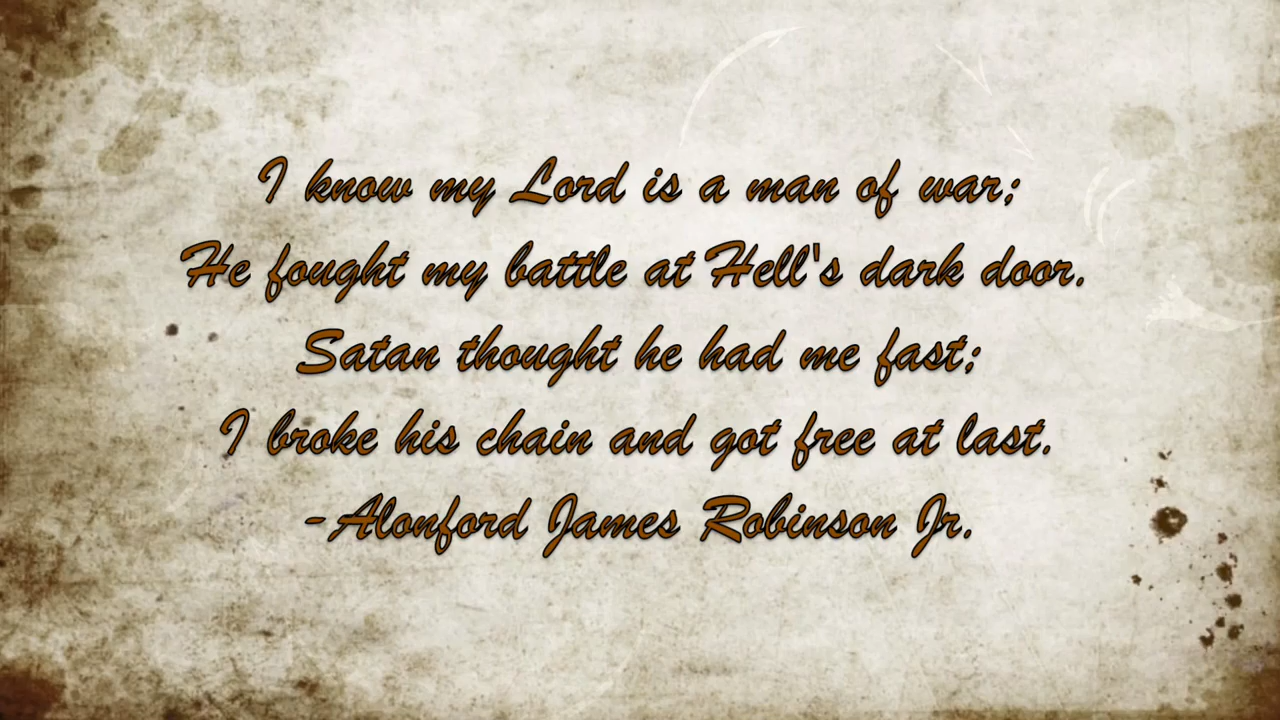 I know my Lord is a man of war;
He fought my battle at Hell's dark door.
Satan thought he had me fast;
I broke his chain and got free at last.
-Alonford James Robinson Jr.